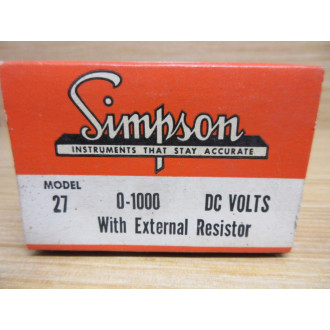 Simpson
INSTRUMENTS THAT STAY ACCURATE
MODEL
27 0-1000 DC VOLTS
With External Resistor